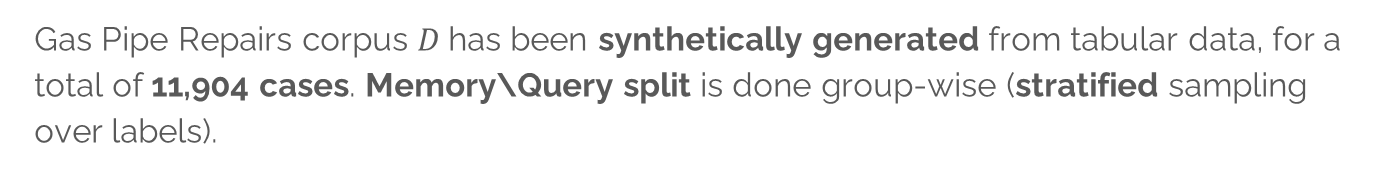 Gas Pipe Repairs corpus D has been synthetically generated from tabular data, for a
total of 11,904 cases. Memory\Query split is done group-wise (stratified sampling
over labels).